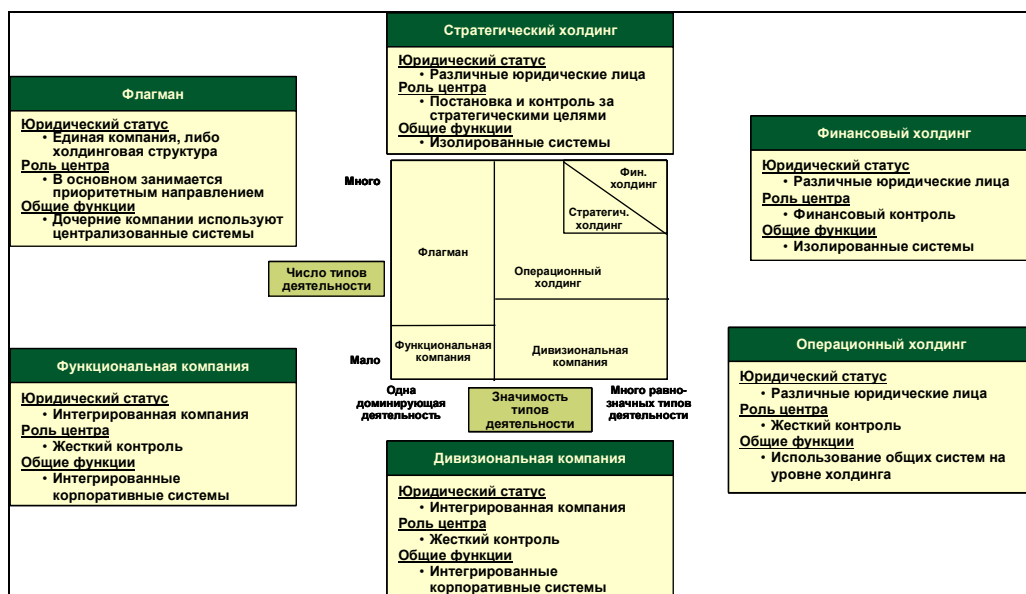 Стратегический холдинг
Юридический статус
• Различные юридические лица
Роль центра
• Постановка и контроль за
стратегическими целями
Общие функции
• Изолированные системы
Флагман
Юридический статус
• Единая компания, либо
холдинговая структура
Роль центра
• В основном занимается
приоритетным направлением
Общие функции
• Дочерние компании используют
централизованные системы
Финансовый холдинг
Юридический статус
• Различные юридические лица
Роль центра
• Финансовый контроль
Общие функции
• Изолированные системы
Много
Фин.
холдинг
Стратегич.
холдинг
Флагман
Операционный
холдинг
Число типов
деятельности
Функциональная
компания
Дивизиональная
компания
Мало
Одна
доминирующая
деятельность
Значимость
типов
деятельности
Много равно-
значных типов
деятельности
Функциональная компания
Юридический статус
• Интегрированная компания
Роль центра
• Жесткий контроль
Общие функции
• Интегрированные
корпоративные системы
Операционный холдинг
Юридический статус
• Различные юридические лица
Роль центра
• Жесткий контроль
Общие функции
• Использование общих систем на
уровне холдинга
Дивизиональная компания
Юридический статус
• Интегрированная компания
Роль центра
• Жесткий контроль
Общие функции
• Интегрированные
корпоративные системы